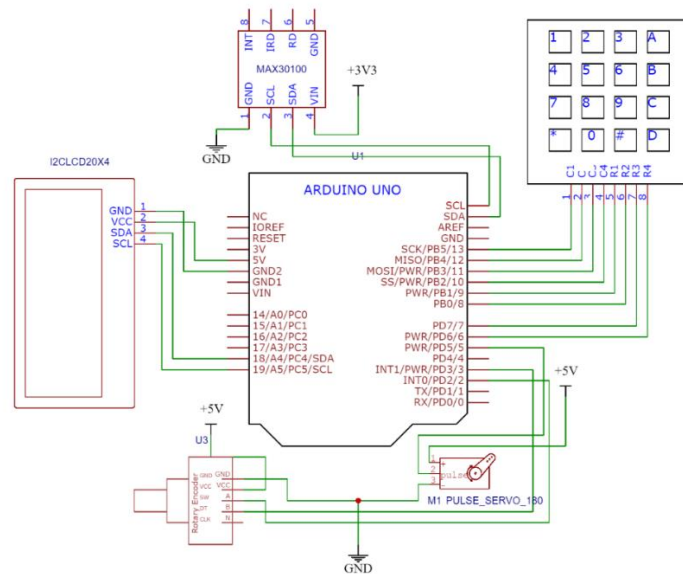 8 7 6 5
INT IRD RD GND
MAX30100
GND SCL SDA VIN
1 2 3 4
+3V3
GND
1 2 3 A
4 5 6 B
7 8 9 C
* 0 # D
C1 C C C4 R1 R2 R3 R4
1 2 3 4 5 6 7 8
I2CLCD20X4
GND 1
VCC 2
SDA 3
SCL 4
U1
ARDUINO UNO
NC
IOREF
RESET
3V
5V
GND2
GND1
VIN
14/A0/PC0
15/A1/PC1
16/A2/PC2
17/A3/PC3
18/A4/PC4/SDA
19/A5/PC5/SCL
SCL
SDA
AREF
GND
SCK/PB5/13
MISO/PB4/12
MOSI/PWR/PB3/11
SS/PWR/PB2/10
PWR/PB1/9
PB0/8
PD7/7
PWR/PD6/6
PWR/PD5/5
PD4/4
INT1/PWR/PD3/3
INT0/PD2/2
TX/PD1/1
RX/PD0/0
+5V
U3
Rotary Encoder
GND
VCC
SW
DT
CLK
GND
VCC
A
B
N
+5V
1 +
2 pulse
3 -
M1 PULSE_SERVO_180
GND